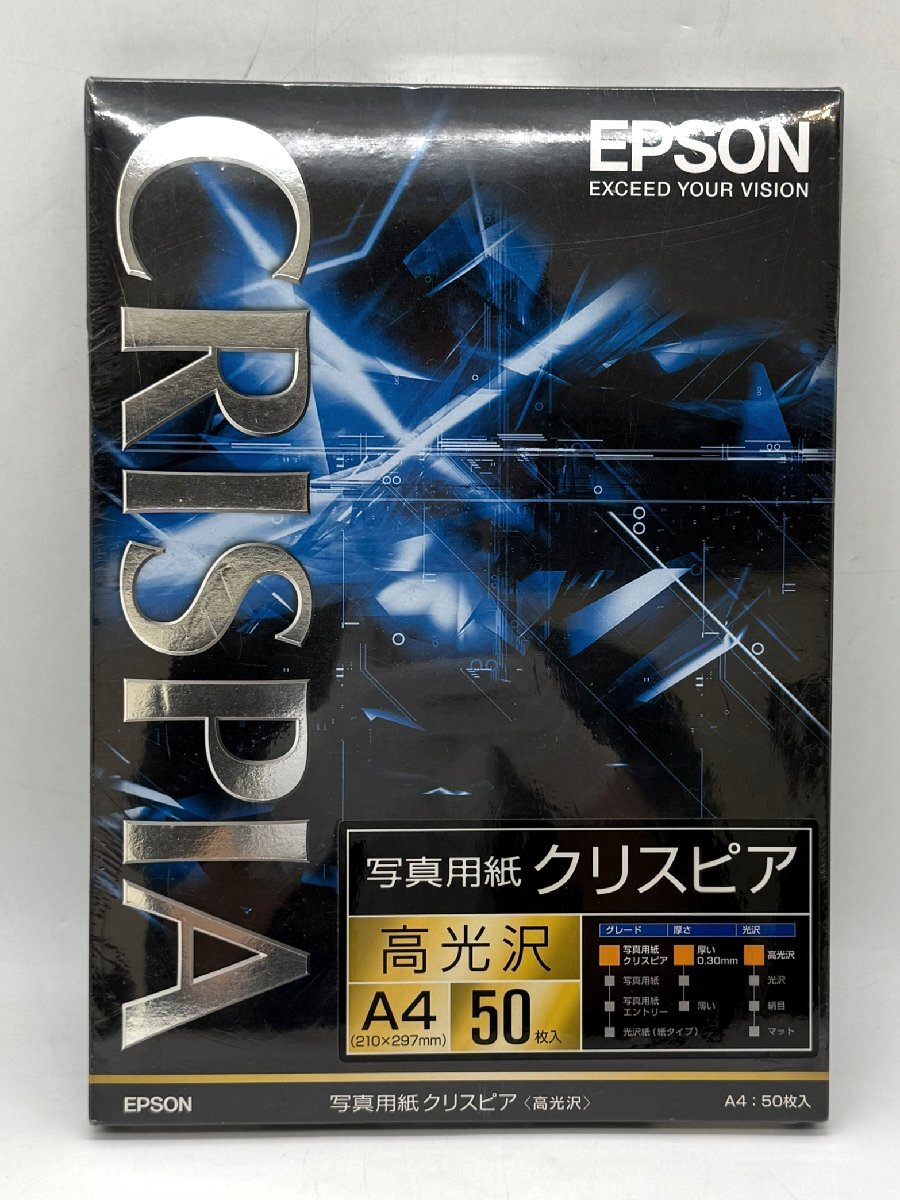 CRISPIA
EPSON
EXCEED YOUR VISION
写真用紙 クリスピア
高光沢
A4
(210×297mm)
50枚入
グレード 厚さ 光沢
写真用紙
クリスピア
厚い
0.30mm
高光沢
写真用紙
光沢
写真用紙
エントリー
薄い
絹目
光沢紙(紙タイプ)
マット
EPSON
写真用紙クリスピア〈高光沢〉
A4:50枚入